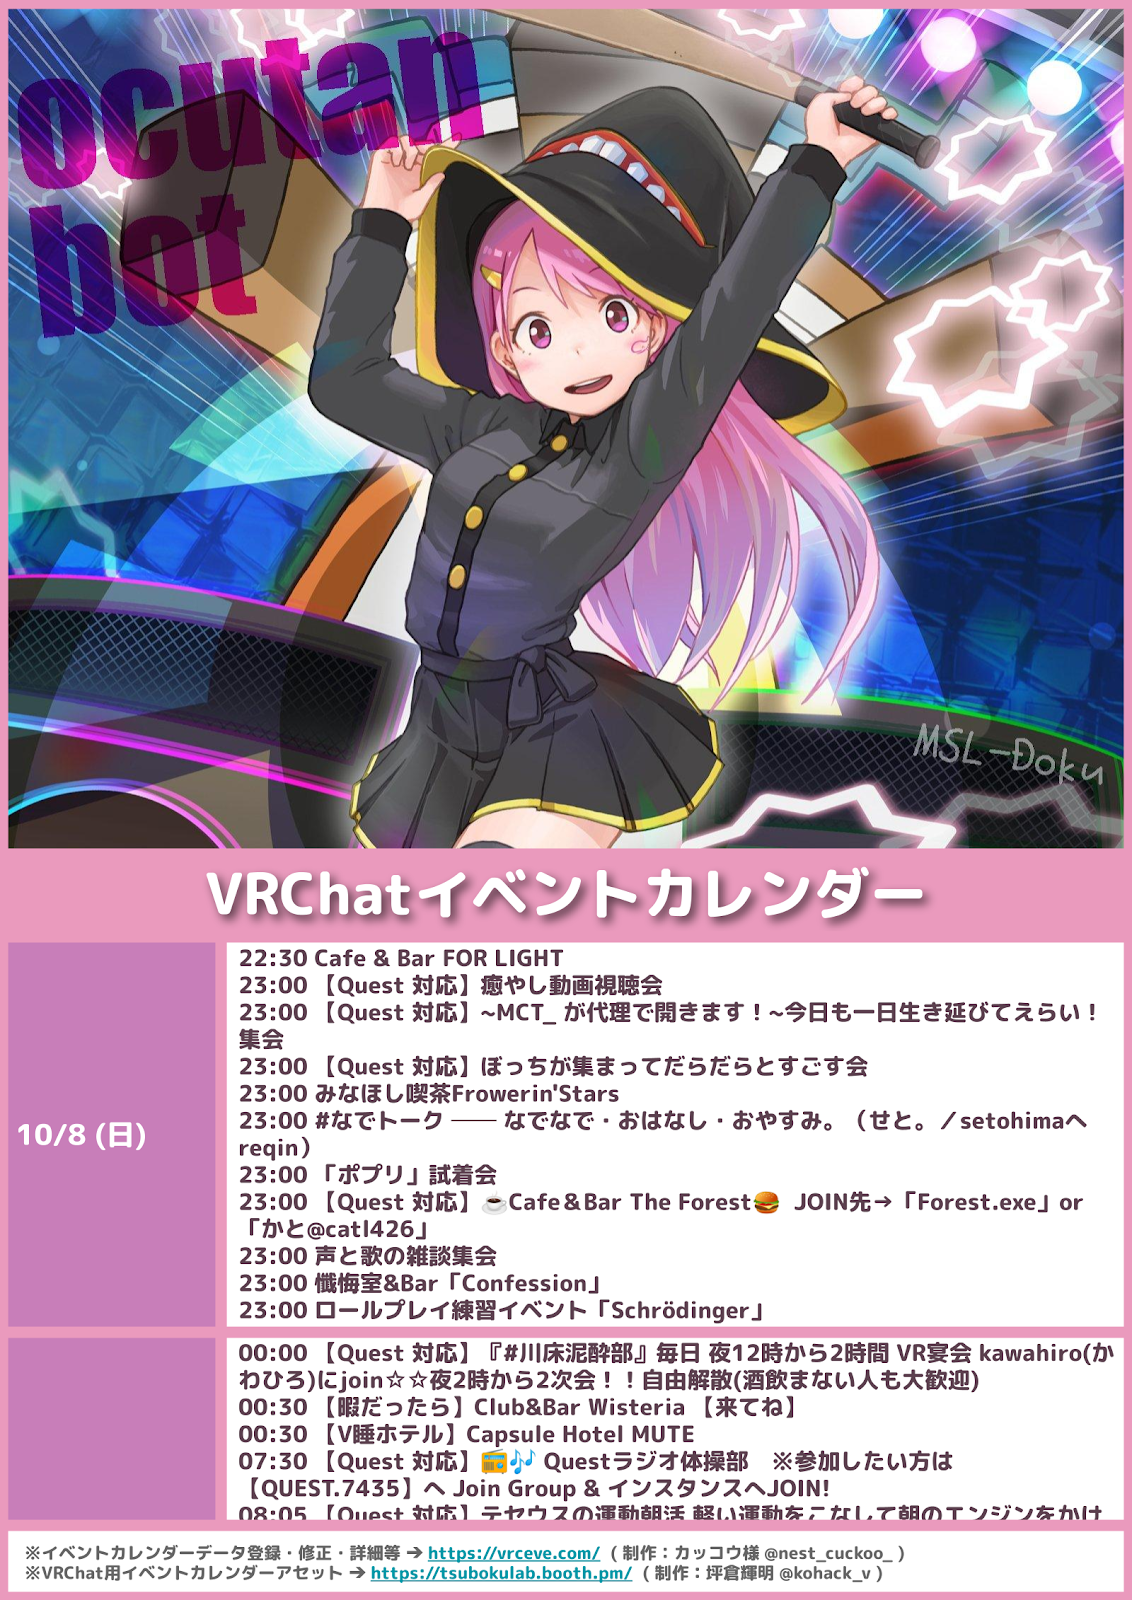 ocutan
bot
MSL-Doku
VRChatイベントカレンダー
10/8 (日)
22:30 Cafe & Bar FOR LIGHT
23:00 【Quest 対応】癒やし動画視聴会
23:00 【Quest 対応】~MCT_ が代理で開きます！~今日も一日生き延びてえらい！
集会
23:00 【Quest 対応】ぼっちが集まってだらだらとすごす会
23:00 みなほし喫茶Frowerin'Stars
23:00 #なでトーク ─── なでなで・おはなし・おやすみ。（せと。／setohimaへ
reqin）
23:00 「ポプリ」試着会
23:00 【Quest 対応】☕Cafe＆Bar The Forest🍔 JOIN先→「Forest.exe」or
「かと@catl426」
23:00 声と歌の雑談集会
23:00 懺悔室&Bar「Confession」
23:00 ロールプレイ練習イベント「Schrödinger」
00:00 【Quest 対応】『#川床泥酔部』毎日 夜12時から2時間 VR宴会 kawahiro(か
わひろ)にjoin☆☆夜2時から2次会！！自由解散(酒飲まない人も大歓迎)
00:30 【暇だったら】Club&Bar Wisteria 【来てね】
00:30 【V睡ホテル】Capsule Hotel MUTE
07:30 【Quest 対応】📻🎶 Questラジオ体操部　※参加したい方は
【QUEST.7435】へ Join Group & インスタンスへJOIN!
08:05 【Quest 対応】テセウスの運動朝活 軽い運動をこなして朝のエンジンをかけ
※イベントカレンダーデータ登録・修正・詳細等 ➔ https://vrceve.com/ （制作：カッコウ様 @nest_cuckoo_ ）
※VRChat用イベントカレンダーアセット ➔ https://tsubokulab.booth.pm/ （制作：坪倉輝明 @kohack_v ）